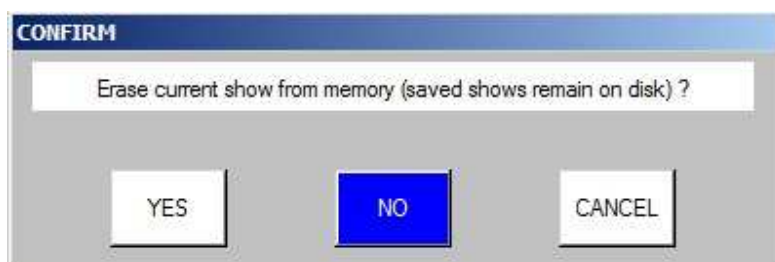 CONFIRM
Erase current show from memory (saved shows remain on disk) ?
YES NO CANCEL